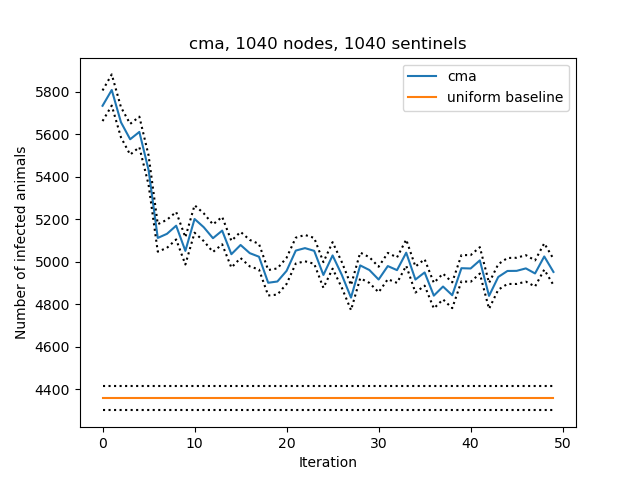 cma, 1040 nodes, 1040 sentinels
cma
uniform baseline
Number of infected animals
5800
5600
5400
5200
5000
4800
4600
4400
0 10 20 30 40 50
Iteration